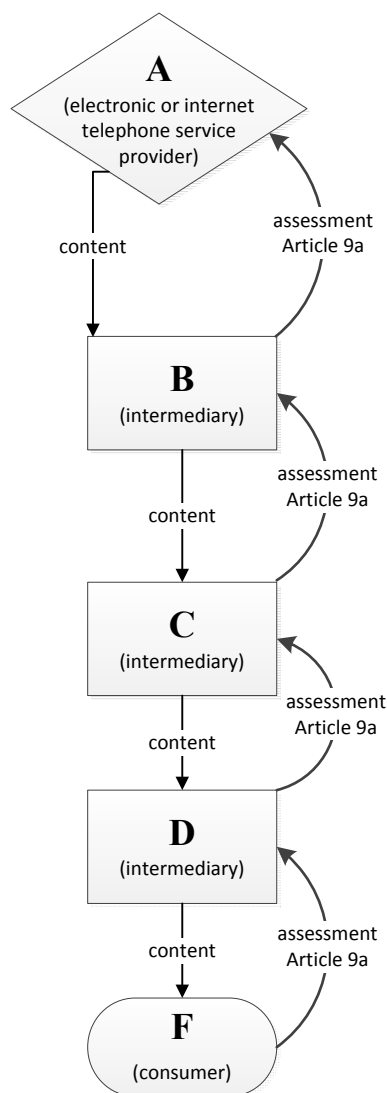 A
(electronic or internet
telephone service
provider)
content
assessment
Article 9a
B
(intermediary)
content
assessment
Article 9a
C
(intermediary)
content
assessment
Article 9a
D
(intermediary)
content
assessment
Article 9a
F
(consumer)